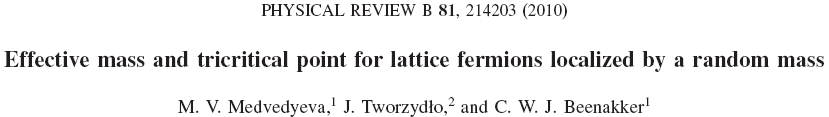 PHYSICAL REVIEW B 81, 214203 (2010)
Effective mass and tricritical point for lattice fermions localized by a random mass
M. V. Medvedyeva,1 J. Tworzydło,2 and C. W. J. Beenakker1